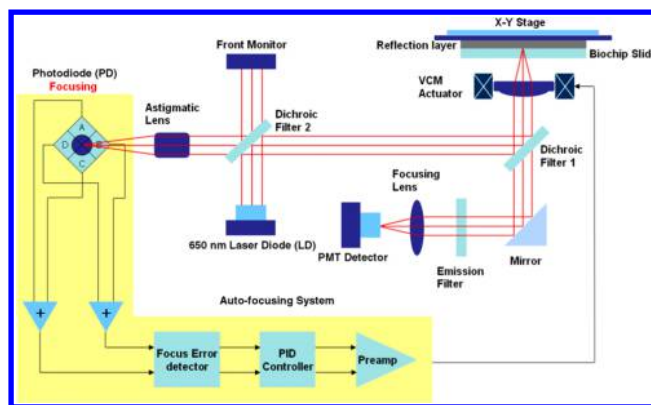 X-Y Stage
Reflection layer
Biochip Slid
Front Monitor
Photodiode (PD)
Focusing
VCM
Actuator
Astigmatic
Lens
Dichroic
Filter 2
A
D
B
C
Dichroic
Filter 1
Focusing
Lens
650 nm Laser Diode (LD)
PMT Detector
Emission
Filter
Mirror
Auto-focusing System
+
+
Focus Error
detector
PID
Controller
Preamp